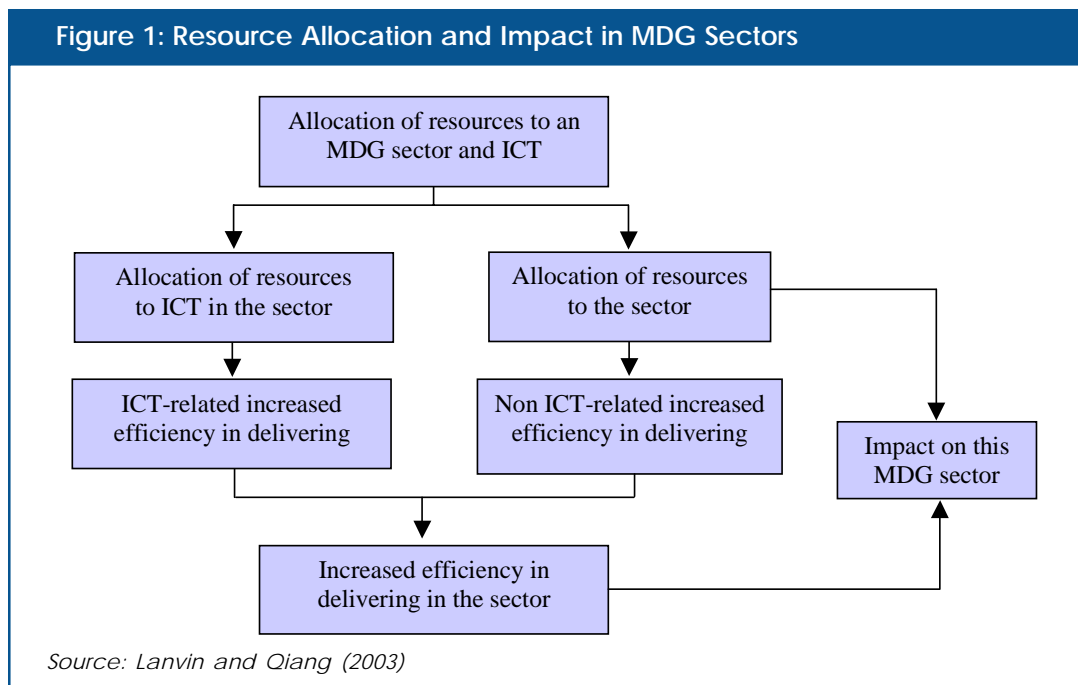 Figure 1: Resource Allocation and Impact in MDG Sectors
Allocation of resources to an
MDG sector and ICT
Allocation of resources
to ICT in the sector
Allocation of resources
to the sector
ICT-related increased
efficiency in delivering
Non ICT-related increased
efficiency in delivering
Impact on this
MDG sector
Increased efficiency in
delivering in the sector
Source: Lanvin and Qiang (2003)